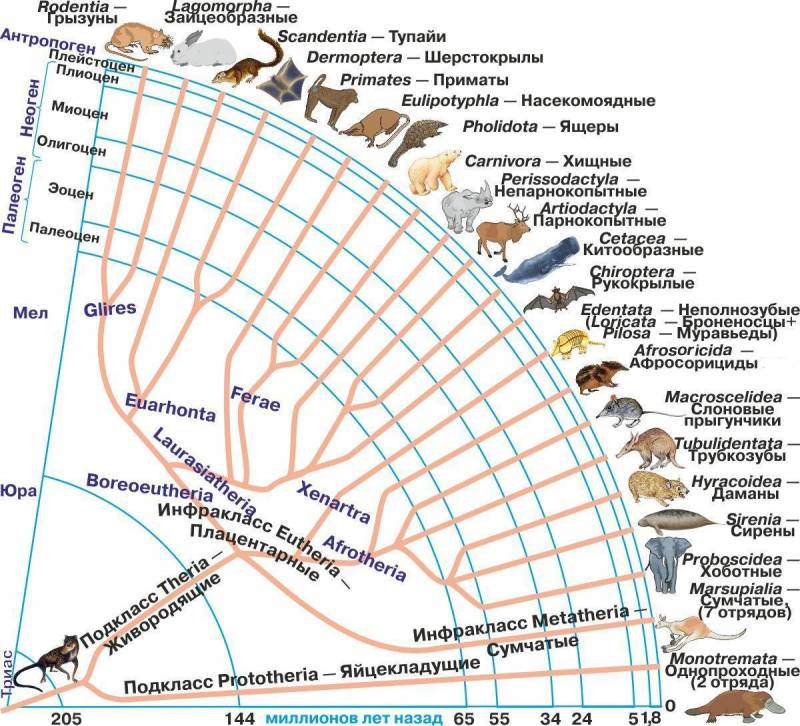 Rodentia —
Грызуны
Lagomorpha —
Зайцеобразные
Scandentia — Тупайи
Dermoptera — Шерстокрылы
Primates — Приматы
Eulipotyphla — Насекомоядные
Pholidota — Ящеры
Carnivora — Хищные
Perissodactyla —
Непарнокопытные
Artiodactyla —
Парнокопытные
Cetacea —
Китообразные
Chiroptera —
Рукокрылые
Edentata — Неполнозубые
(Loricata — Броненосцы+
Pilosa — Муравьеды)
Afrosoricida —
Афросорициды
Macroscelidea —
Слоновые
прыгунчики
Tubulidentata —
Трубкозубы
Hyracoidea —
Даманы
Sirenia —
Сирены
Proboscidea —
Хоботные
Marsupialia —
Сумчатые,
(7 отрядов)
Monotremata —
Однопроходные
(2 отряда)
Антропоген
Плейстоцен
Плиоцен
Неоген
Миоцен
Олигоцен
Палеоген
Эоцен
Палеоцен
Мел
Юра
Триас
Glires
Euarhonta
Ferae
Laurasiatheria
Boreoeutheria
Xenartra
Afrotheria
Инфракласс Eutheria —
Плацентарные
Подкласс Theria —
Живородящие
Инфракласс Metatheria —
Сумчатые
Подкласс Prototheria — Яйцекладущие
205 144 миллионов лет назад 65 55 34 24 5 1,8 0